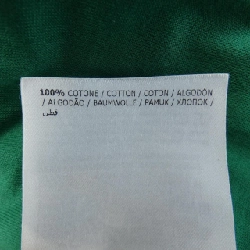 100% COTONE / COTTON / COTON / ALGODÓN
/ ALGODÃO / BAUMWOLLE / PAMUK / ХЛОПОК /
قطن